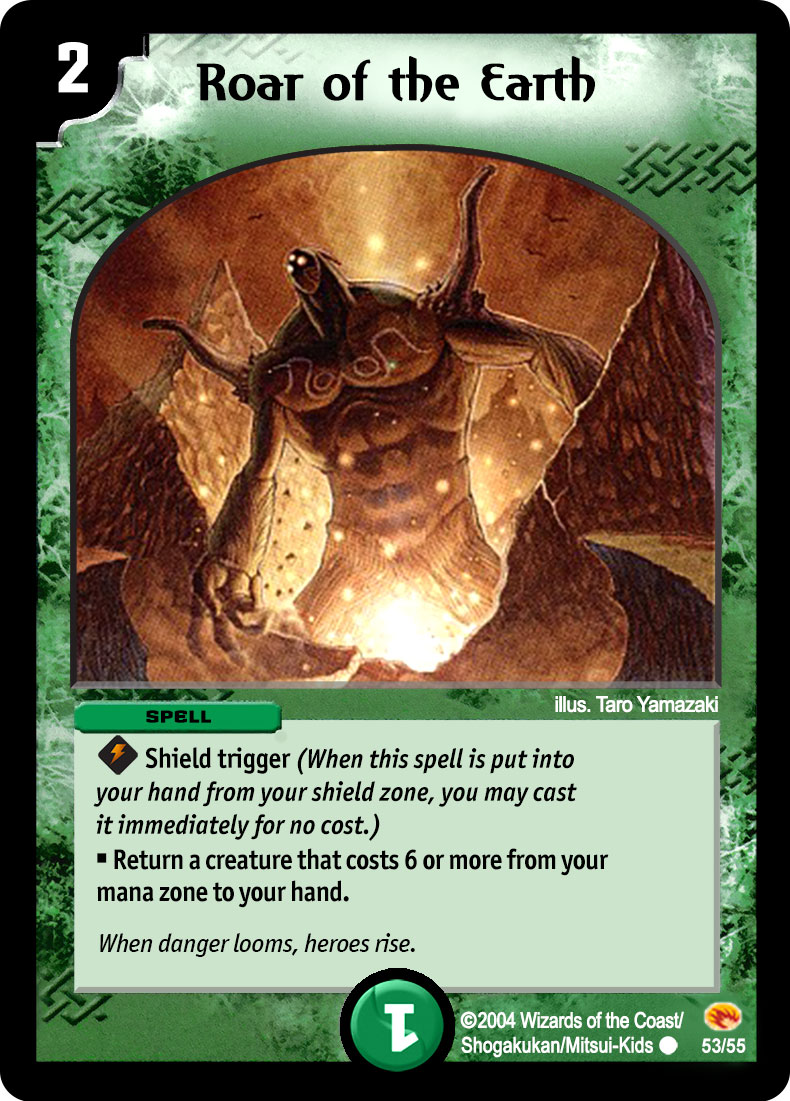 2
Roar of the Earth
illus. Taro Yamazaki
SPELL
Shield trigger (When this spell is put into
your hand from your shield zone, you may cast
it immediately for no cost.)
▪ Return a creature that costs 6 or more from your
mana zone to your hand.
When danger looms, heroes rise.
1
©2004 Wizards of the Coast/
Shogakukan/Mitsui-Kids ● 53/55